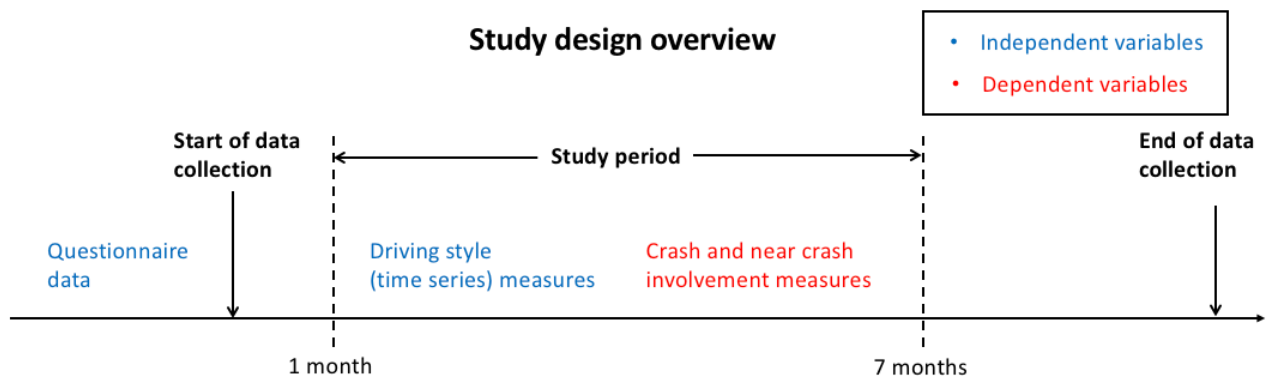 Study design overview
• Independent variables
• Dependent variables
Start of data
collection
Study period
End of data
collection
Questionnaire
data
Driving style
(time series) measures
Crash and near crash
involvement measures
1 month
7 months